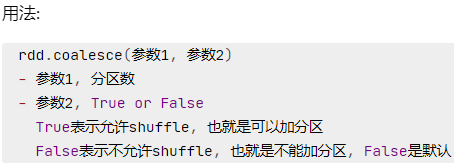 用法:
rdd.coalesce(参数1, 参数2)
- 参数1, 分区数
- 参数2, True or False
True表示允许shuffle, 也就是可以加分区
False表示不允许shuffle, 也就是不能加分区, False是默认